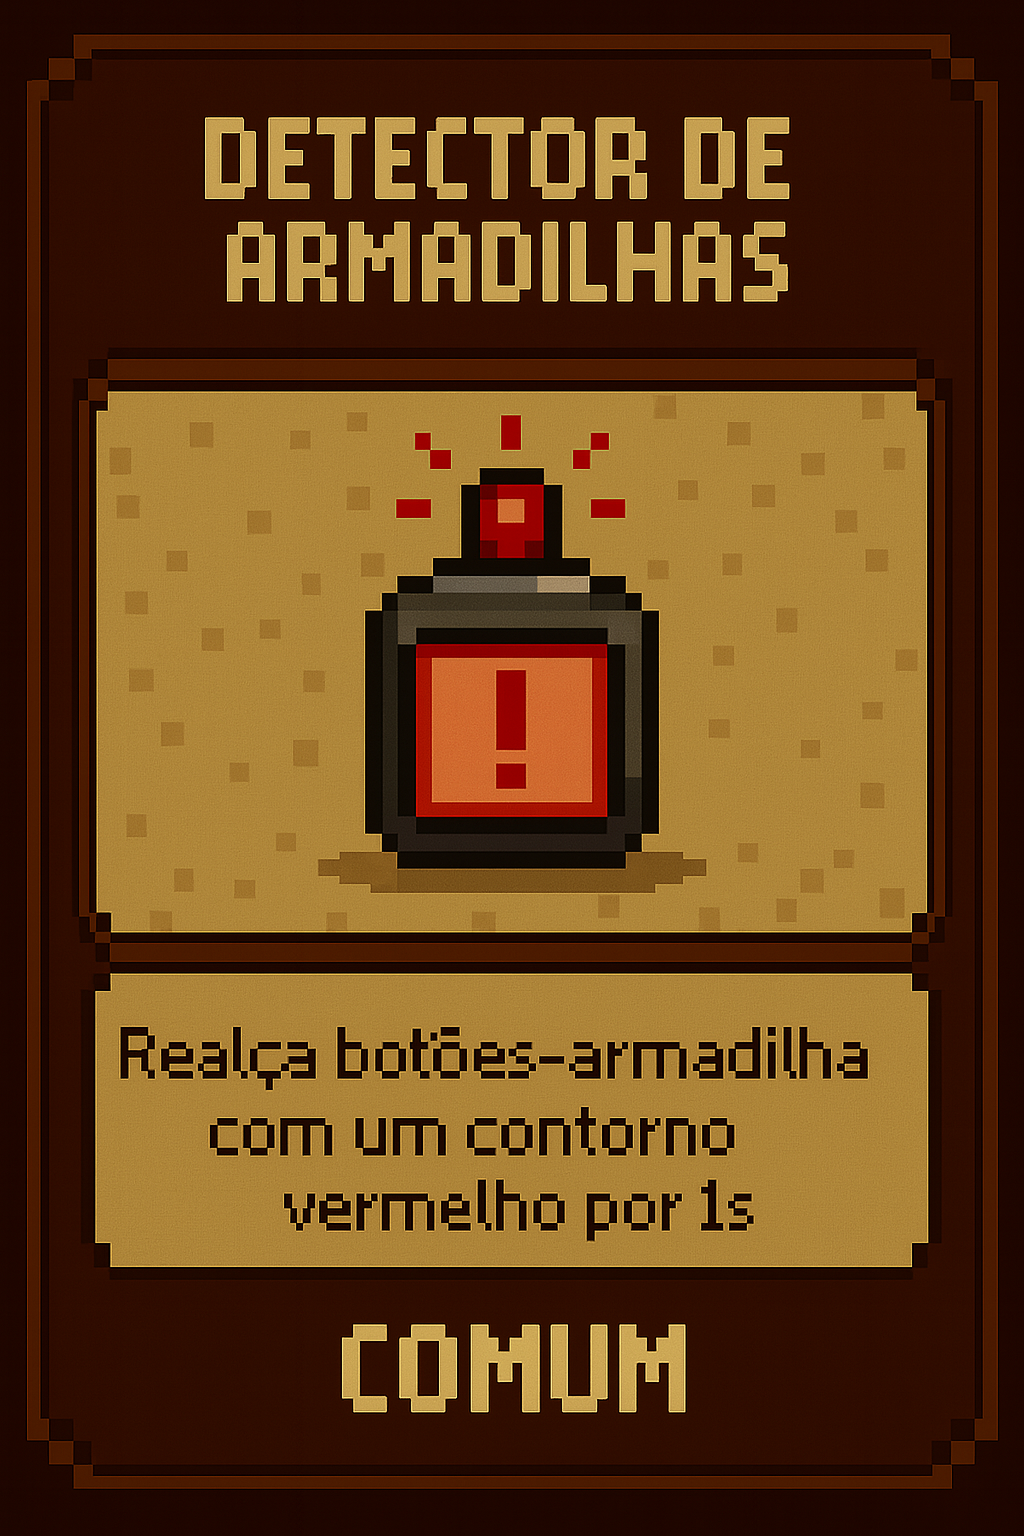 DETECTOR DE
ARMADILHAS
!
Realça botões-armadilha
com um contorno
vermelho por 1s
COMUM